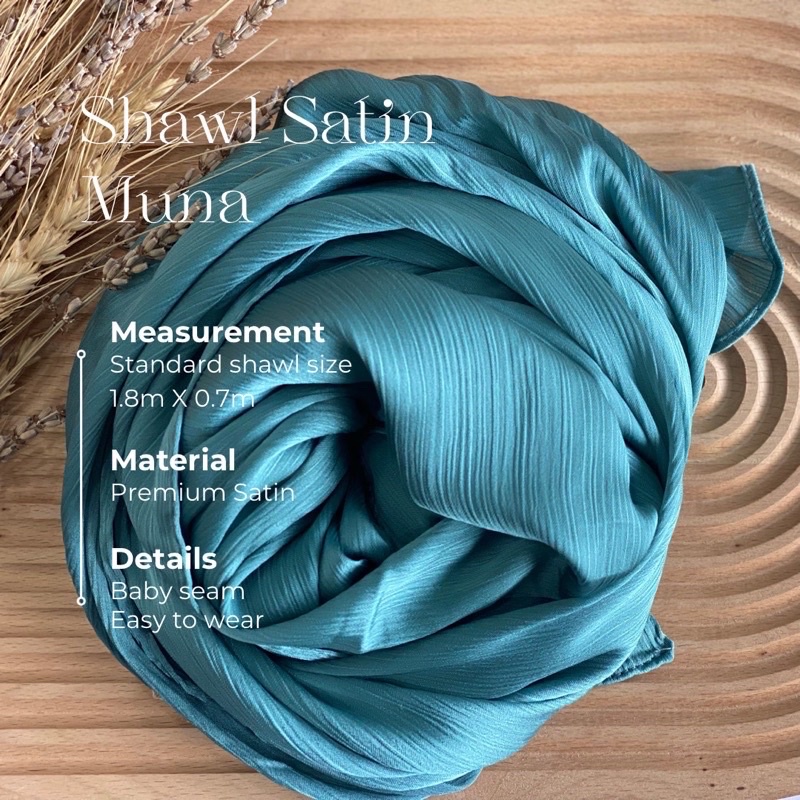 Shawl Satin
Muna
Measurement
Standard shawl size
1.8m X 0.7m
Material
Premium Satin
Details
Baby seam
Easy to wear